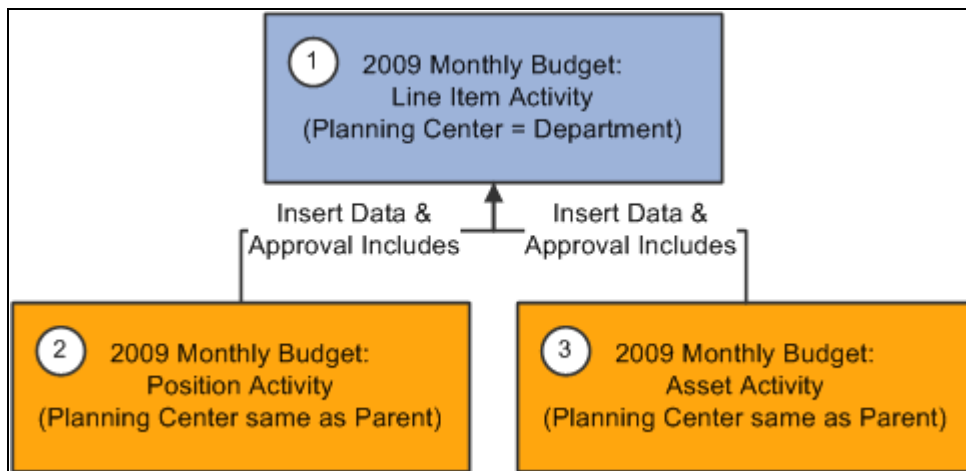 1
2009 Monthly Budget:
Line Item Activity
(Planning Center = Department)
Insert Data &
Approval Includes
Insert Data &
Approval Includes
2
2009 Monthly Budget:
Position Activity
(Planning Center same as Parent)
3
2009 Monthly Budget:
Asset Activity
(Planning Center same as Parent)